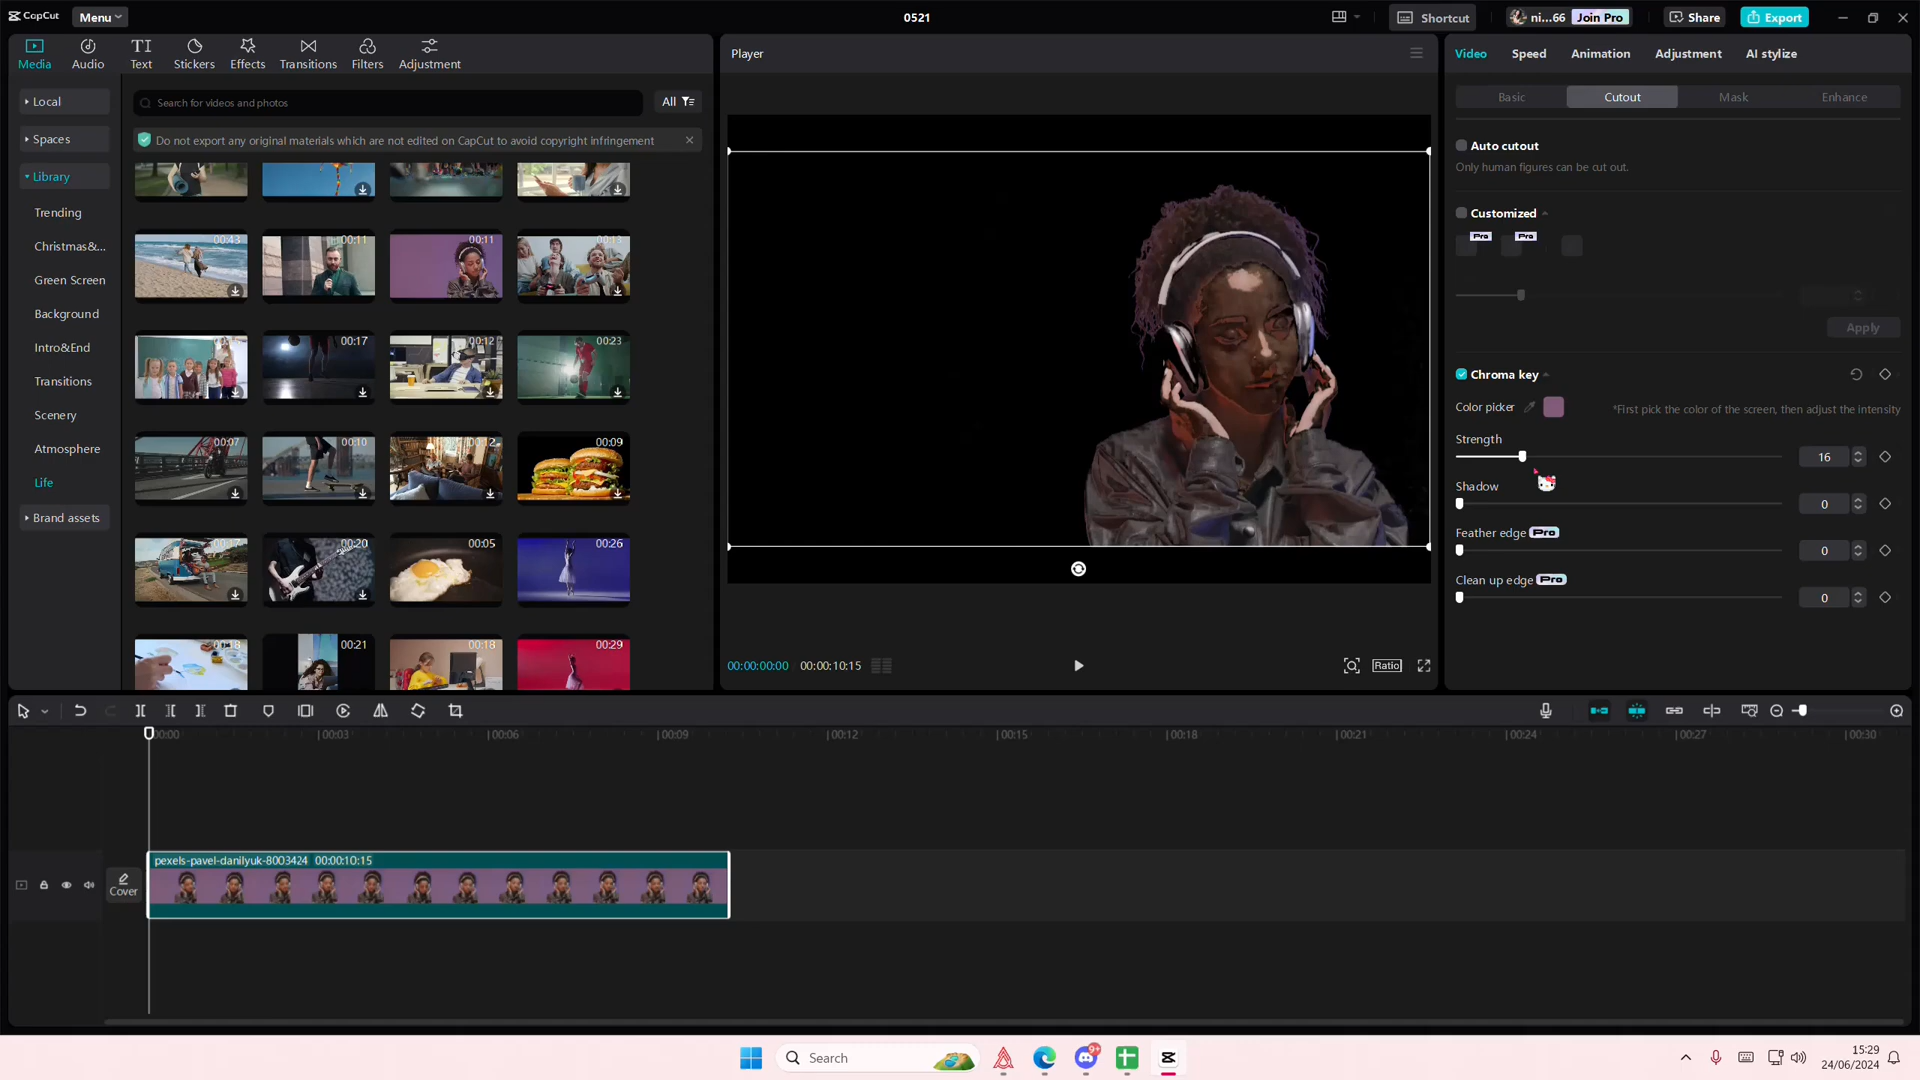 CapCut
Menu
0521
Shortcut
ni...66
Join Pro
Share
Export
Media
Audio
Text
Stickers
Effects
Transitions
Filters
Adjustment
Local
Spaces
Library
Trending
Christmas&...
Green Screen
Background
Intro&End
Transitions
Scenery
Atmosphere
Life
Brand assets
Search for videos and photos
All
Do not export any original materials which are not edited on CapCut to avoid copyright infringement
00:43
00:11
00:11
00:13
00:17
00:12
00:23
00:07
00:10
00:12
00:09
00:17
00:20
00:05
00:26
00:18
00:21
00:18
00:29
Player
00:00:00:00
00:00:10:15
Ratio
Video
Speed
Animation
Adjustment
AI stylize
Basic
Cutout
Mask
Enhance
Auto cutout
Only human figures can be cut out.
Customized
Pro
Pro
Apply
Chroma key
Color picker
*First pick the color of the screen, then adjust the intensity
Strength
16
Shadow
0
Feather edge Pro
0
Clean up edge Pro
0
00:00
00:03
00:06
00:09
00:12
00:15
00:18
00:21
00:24
00:27
00:30
Cover
pexels-pavel-danilyuk-8003424 00:00:10:15
Search
9+
15:29
24/06/2024